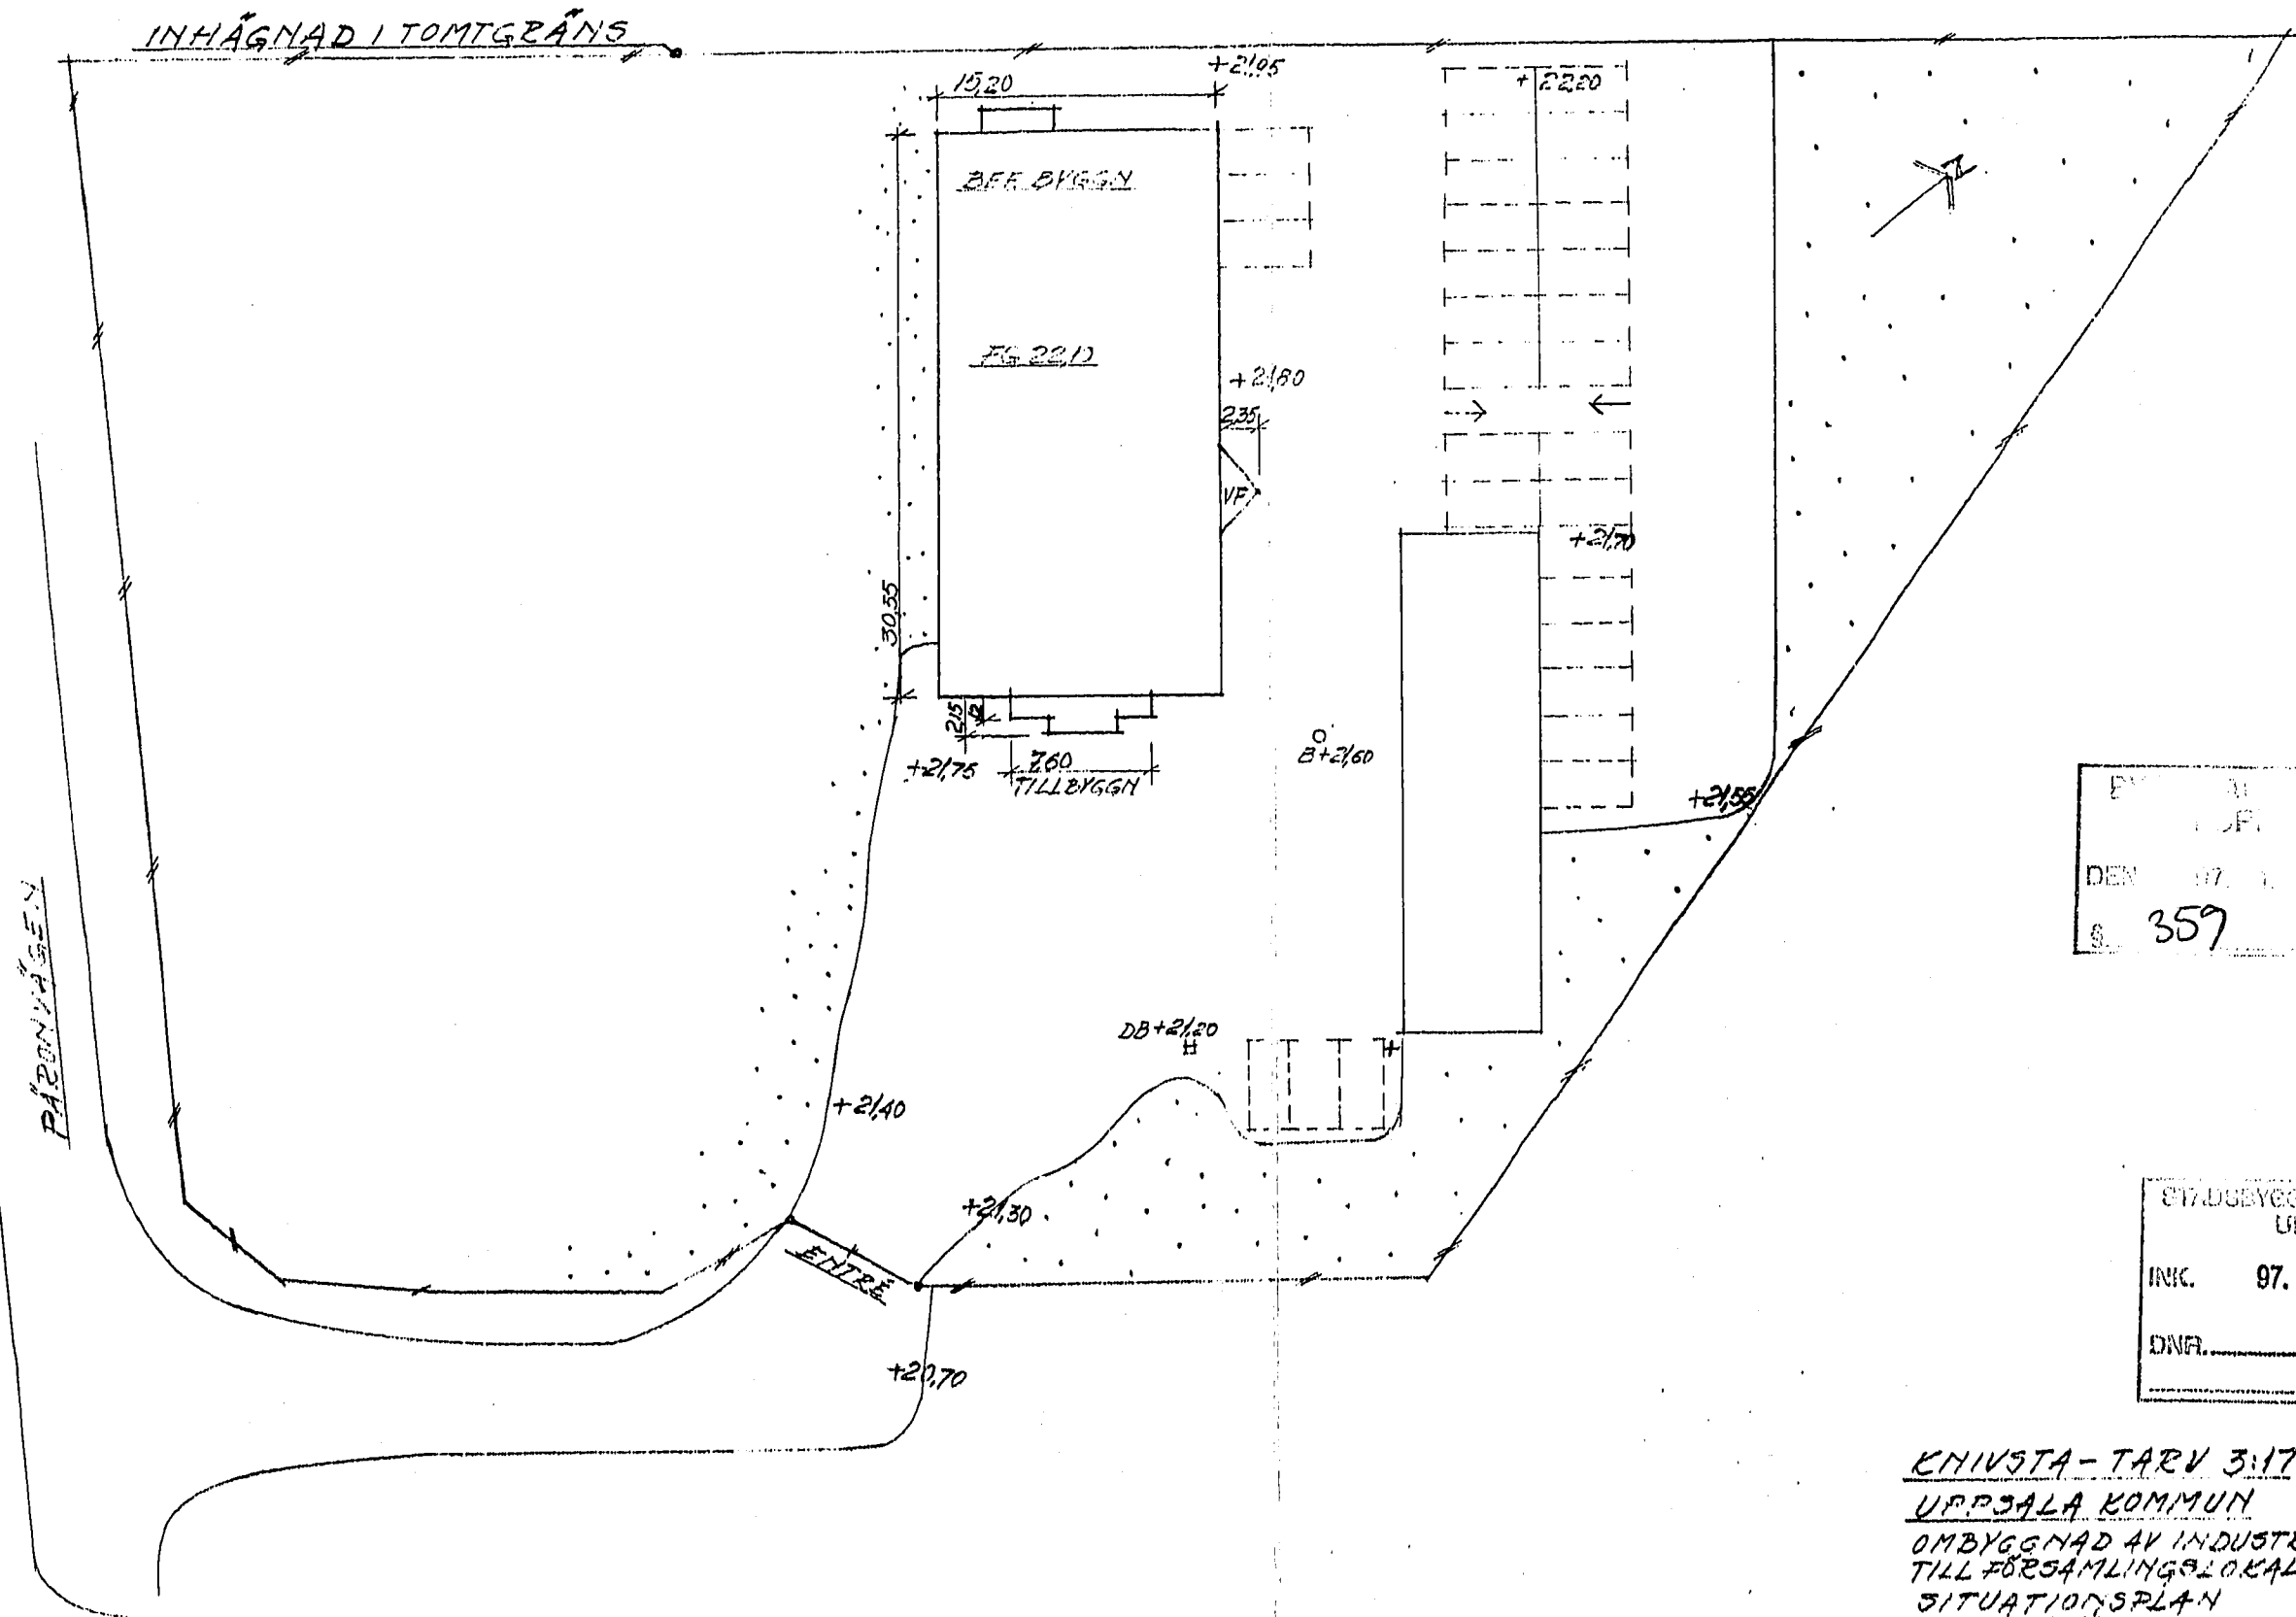 INHÄGNAD I TOMTGRÄNS
15,20
+21,95
+22,20
BEF BYGGN
N
FG 22,10
+21,80
2,35
VF
+21,70
30,55
2,15
+21,75
7,60
TILLBYGGN
B+21,60
+21,55
DEN 97.
§ 359
PÄRONVÄGEN
DB+21,20
+21,40
+21,30
ENTRÉ
INK. 97.
DNR.
+20,70
KNIVSTA-TARV 3:17
UPPSALA KOMMUN
OMBYGGNAD AV INDUSTR
TILL FÖRSAMLINGSLOKAL
SITUATIONSPLAN